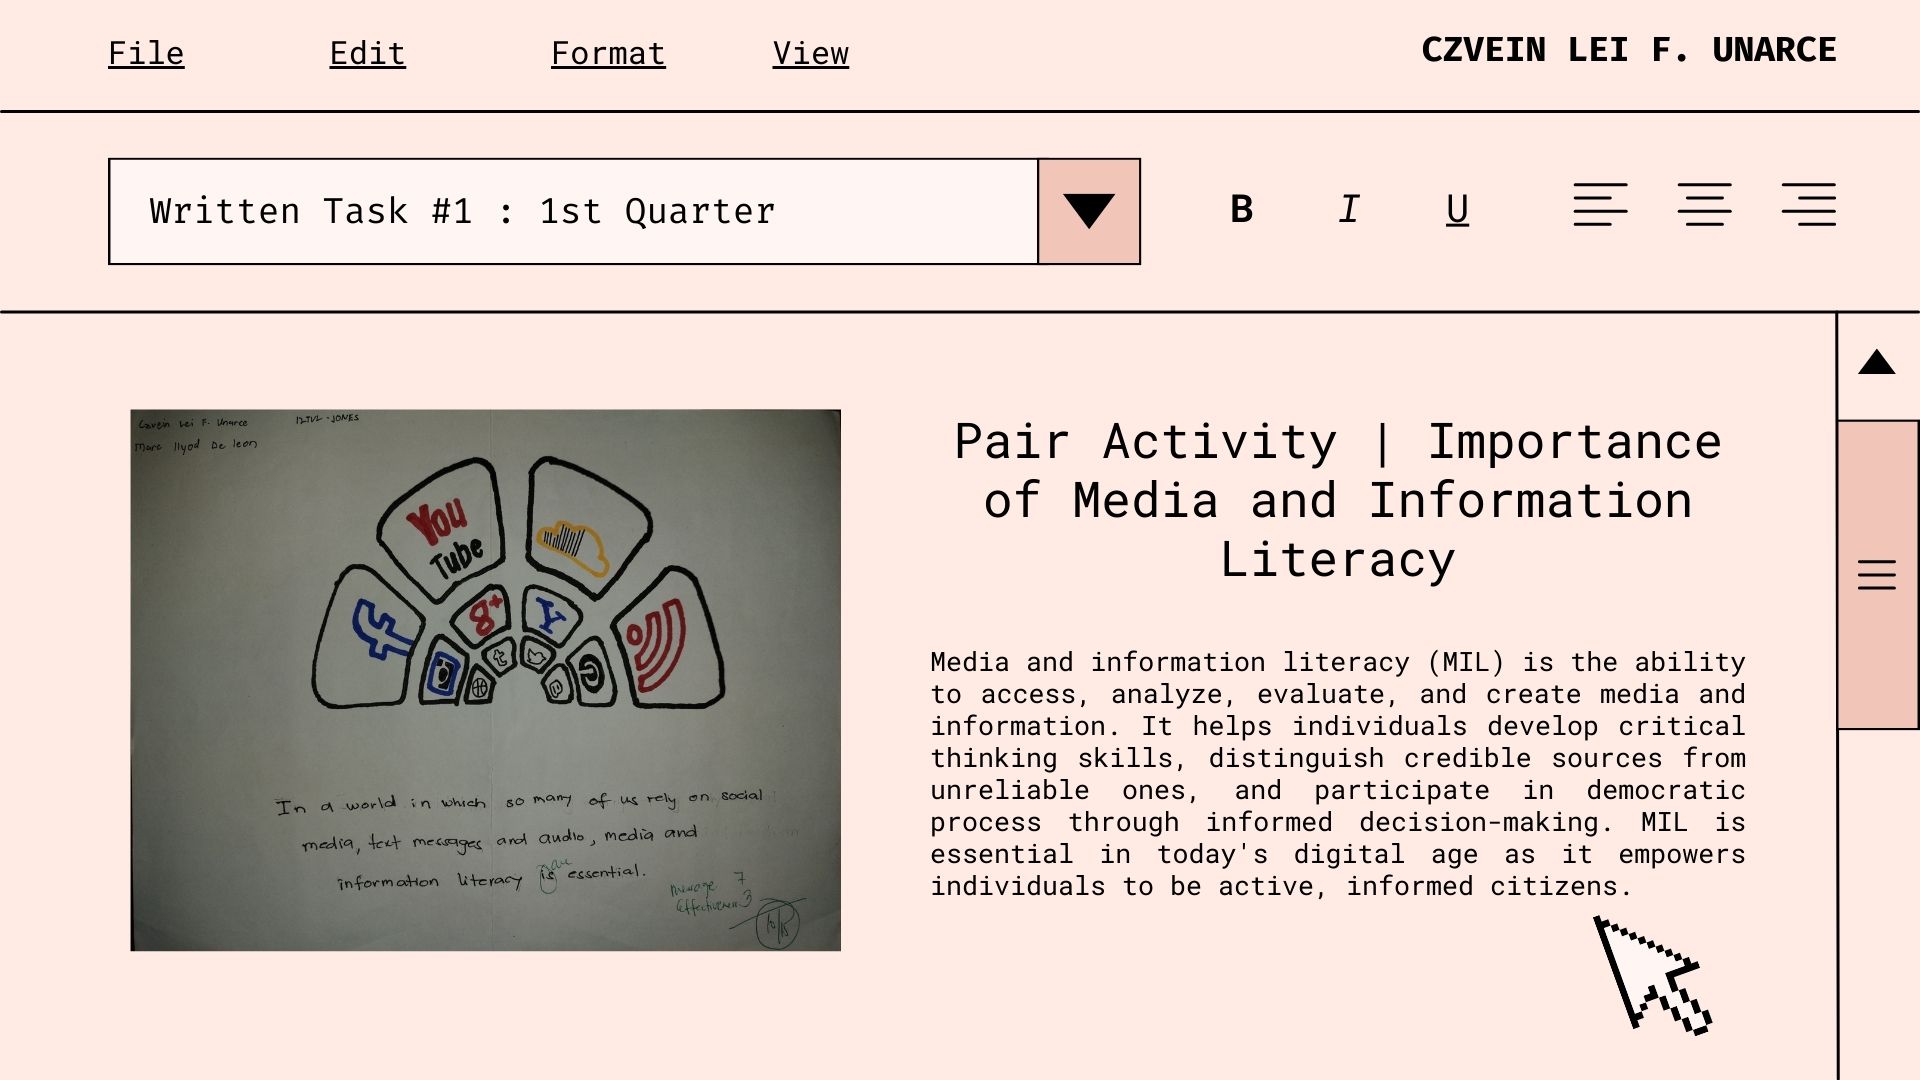 File Edit Format View CZVEIN LEI F. UNARCE
Written Task #1 : 1st Quarter
B I U
Czvein Lei F. Unarce 12TVL - JONES
Marc llyod De leon
You
Tube
f
g+
Y
t
Pair Activity | Importance
of Media and Information
Literacy
In a world in which so many of us rely on social
media, text messages and audio, media and
information literacy is essential.
Message 7
Effectiveness 3
Media and information literacy (MIL) is the ability
to access, analyze, evaluate, and create media and
information. It helps individuals develop critical
thinking skills, distinguish credible sources from
unreliable ones, and participate in democratic
process through informed decision-making. MIL is
essential in today's digital age as it empowers
individuals to be active, informed citizens.